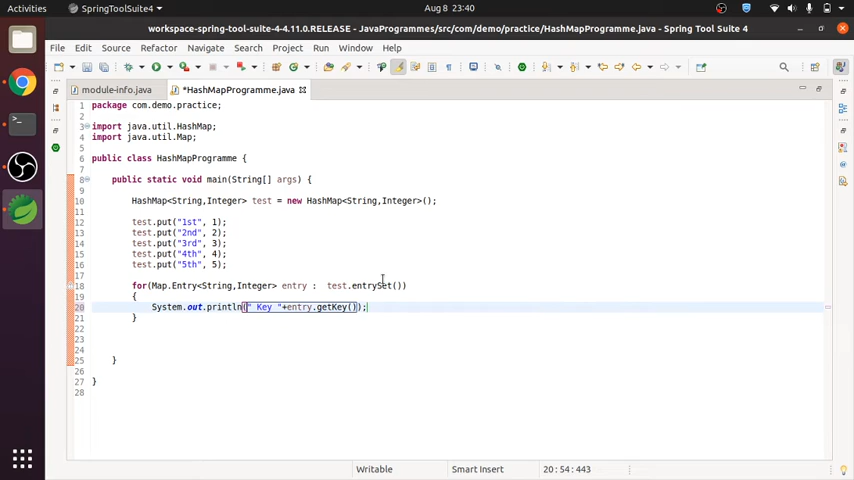 Activities SpringToolSuite4 Aug 8 23:40
workspace-spring-tool-suite-4-4.11.0.RELEASE - JavaProgrammes/src/com/demo/practice/HashMapProgramme.java - Spring Tool Suite 4
File Edit Source Refactor Navigate Search Project Run Window Help
module-info.java *HashMapProgramme.java
1 package com.demo.practice;
2
3 import java.util.HashMap;
4 import java.util.Map;
5
6 public class HashMapProgramme {
7
8 public static void main(String[] args) {
9
10 HashMap<String,Integer> test = new HashMap<String,Integer>();
11
12 test.put("1st", 1);
13 test.put("2nd", 2);
14 test.put("3rd", 3);
15 test.put("4th", 4);
16 test.put("5th", 5);
17
18 for(Map.Entry<String,Integer> entry :  test.entrySet())
19 {
20 System.out.println(" Key "+entry.getKey());
21 }
22
23
24
25 }
26
27 }
28
Writable Smart Insert 20 : 54 : 443